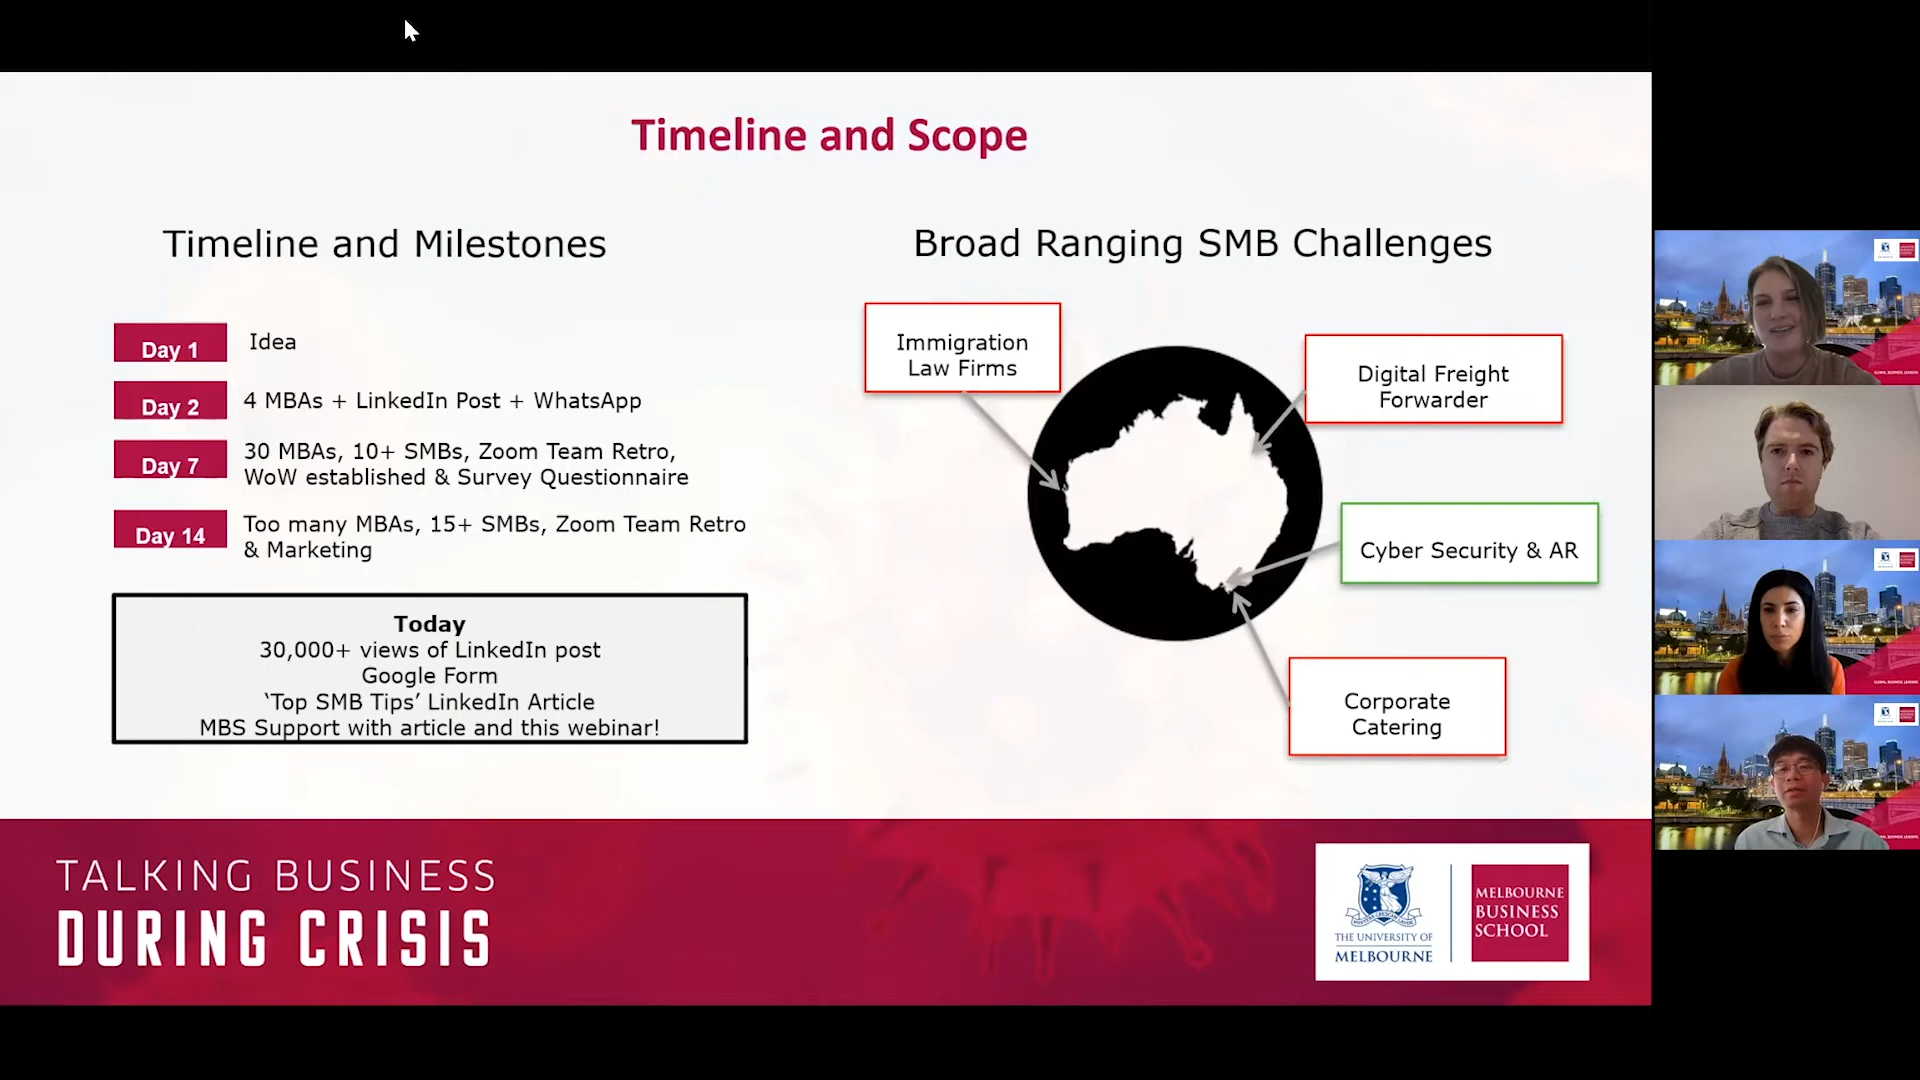 Timeline and Scope
Timeline and Milestones
Day 1
Idea
Day 2
4 MBAs + LinkedIn Post + WhatsApp
Day 7
30 MBAs, 10+ SMBs, Zoom Team Retro,
WoW established & Survey Questionnaire
Day 14
Too many MBAs, 15+ SMBs, Zoom Team Retro
& Marketing
Today
30,000+ views of LinkedIn post
Google Form
‘Top SMB Tips’ LinkedIn Article
MBS Support with article and this webinar!
Broad Ranging SMB Challenges
Immigration
Law Firms
Digital Freight
Forwarder
Cyber Security & AR
Corporate
Catering
TALKING BUSINESS
DURING CRISIS
THE UNIVERSITY OF
MELBOURNE
MELBOURNE
BUSINESS
SCHOOL